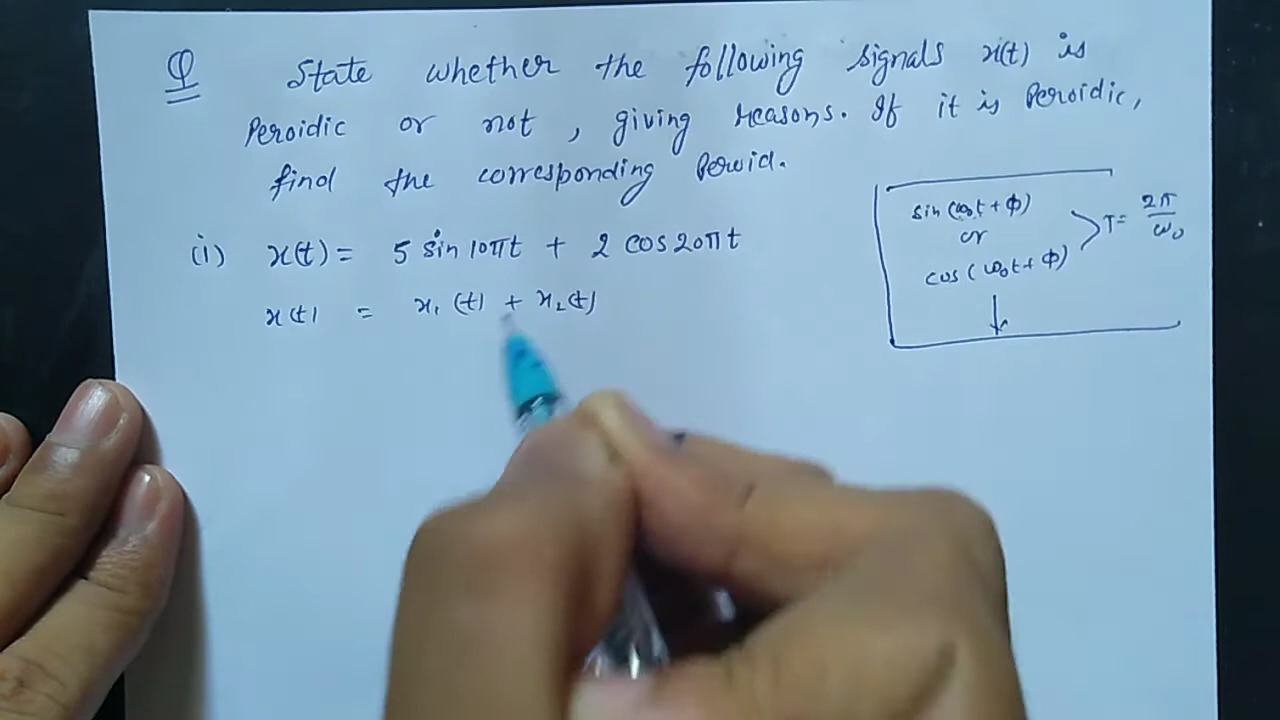 Q State whether the following signals x(t) is
Peroidic or not, giving reasons. If it is Peroidic,
find the corresponding Peroid.
(i) x(t) = 5 sin 10πt + 2 cos 20πt
x(t) = x₁(t) + x₂(t)
sin(ω₀t + φ)
or
cos(ω₀t + φ)
T = 2π/ω₀